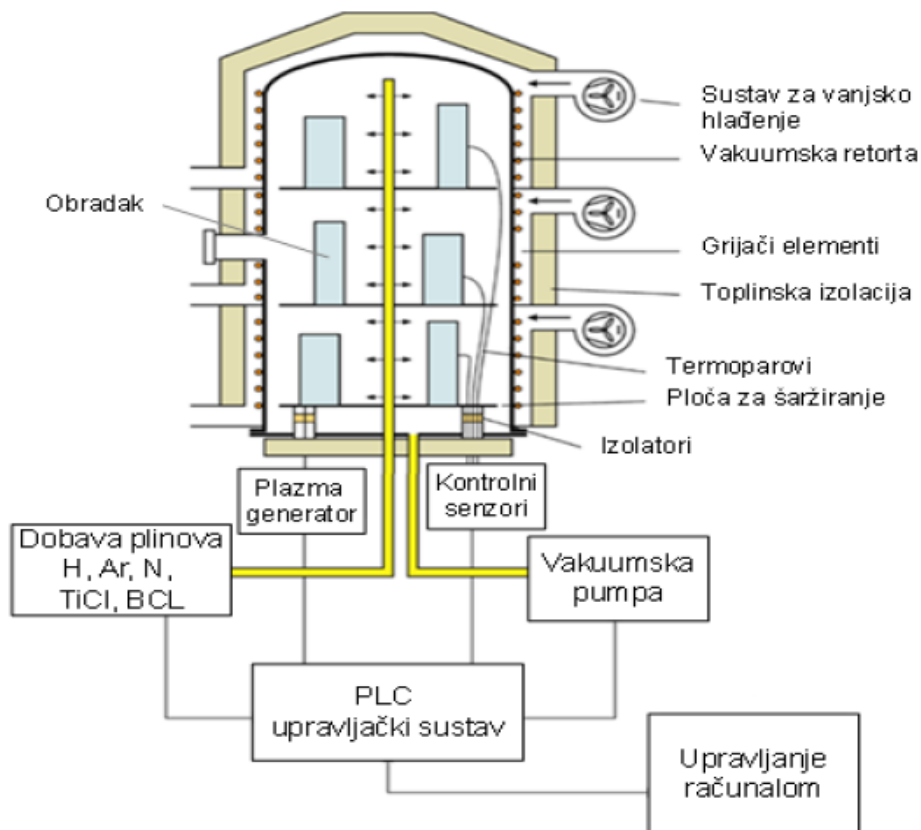 Sustav za vanjsko
hlađenje
Vakuumska retorta
Obradak
Grijači elementi
Toplinska izolacija
Termoparovi
Ploča za šaržiranje
Izolatori
Plazma
generator
Kontrolni
senzori
Dobava plinova
H, Ar, N,
TiCl, BCL
Vakuumska
pumpa
PLC
upravljački sustav
Upravljanje
računalom